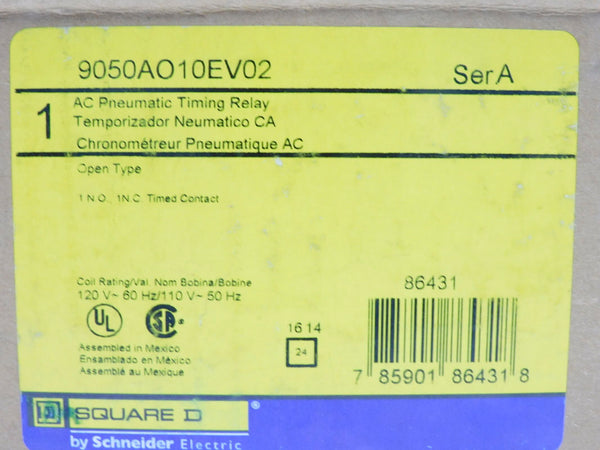 9050AO10EV02
Ser A
1
AC Pneumatic Timing Relay
Temporizador Neumatico CA
Chronométreur Pneumatique AC
Open Type
1 N.O., 1N.C. Timed Contact
Coil Rating/Val. Nom Bobina/Bobine
120 V~ 60 Hz/110 V~ 50 Hz
UL
SA
Assembled in Mexico
Ensamblado en México
Assemblé au Mexique
16 14
24
86431
7 85901 86431 8
SQUARE D
by Schneider Electric